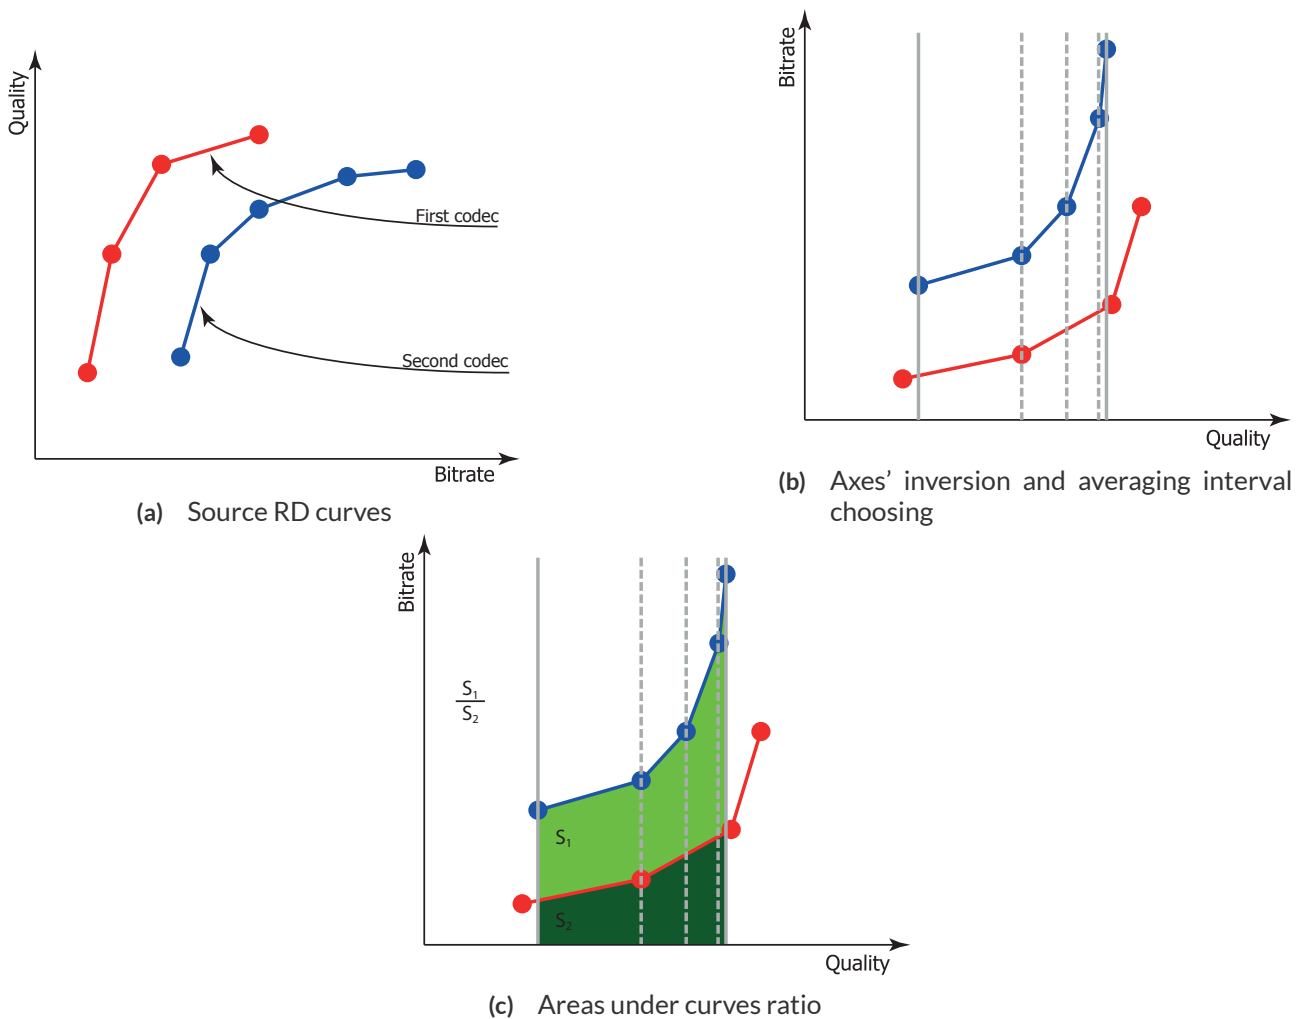 Quality
First codec
Second codec
Bitrate
(a) Source RD curves
Bitrate
Quality
(b) Axes’ inversion and averaging interval
choosing
Bitrate
S1
S2
S1
S2
Quality
(c) Areas under curves ratio